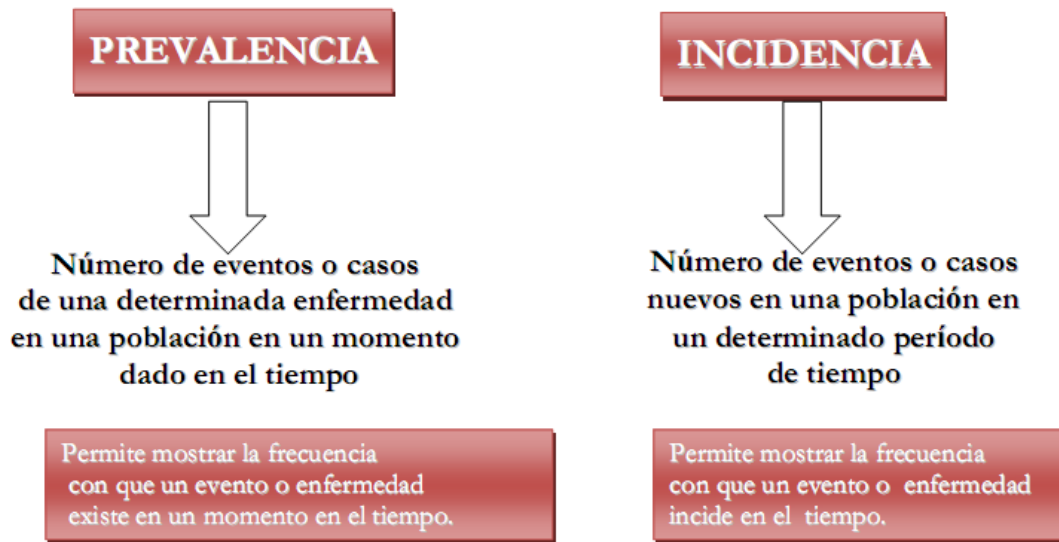 PREVALENCIA
Número de eventos o casos
de una determinada enfermedad
en una población en un momento
dado en el tiempo
Permite mostrar la frecuencia
con que un evento o enfermedad
existe en un momento en el tiempo.
INCIDENCIA
Número de eventos o casos
nuevos en una población en
un determinado período
de tiempo
Permite mostrar la frecuencia
con que un evento o enfermedad
incide en el tiempo.